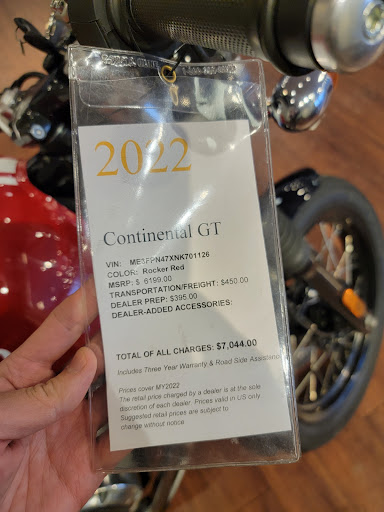 2022
Continental GT
VIN: ME3FPN47XNK701126
COLOR: Rocker Red
MSRP: $ 6199.00
TRANSPORTATION/FREIGHT: $450.00
DEALER PREP: $395.00
DEALER-ADDED ACCESSORIES:
TOTAL OF ALL CHARGES: $7,044.00
Includes Three Year Warranty & Road Side Assistance
Prices cover MY2022
The retail price charged by a dealer is at the sole
discretion of each dealer. Prices valid in US only
Suggested retail prices are subject to
change without notice